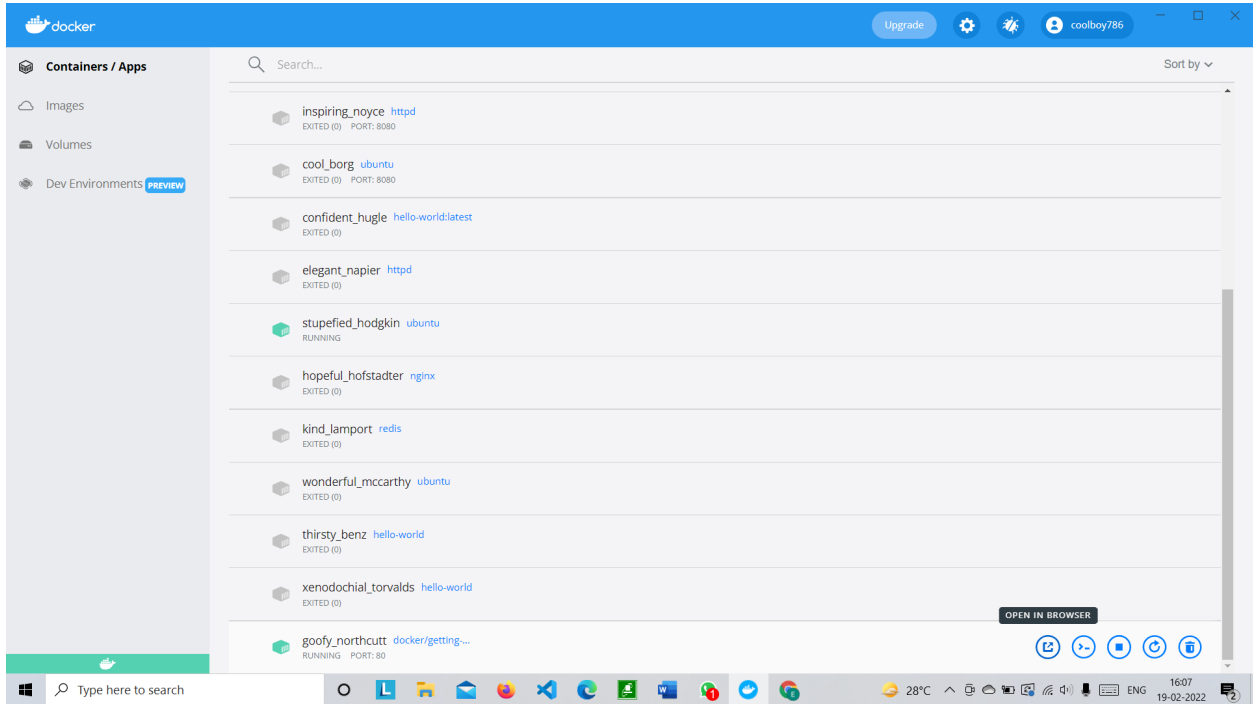 docker
Upgrade
coolboy786
Containers / Apps
Images
Volumes
Dev Environments PREVIEW
Search...
Sort by
inspiring_noyce httpd
EXITED (0) PORT: 8080
cool_borg ubuntu
EXITED (0) PORT: 8080
confident_hugle hello-world:latest
EXITED (0)
elegant_napier httpd
EXITED (0)
stupefied_hodgkin ubuntu
RUNNING
hopeful_hofstadter nginx
EXITED (0)
kind_lamport redis
EXITED (0)
wonderful_mccarthy ubuntu
EXITED (0)
thirsty_benz hello-world
EXITED (0)
xenodochial_torvalds hello-world
EXITED (0)
OPEN IN BROWSER
goofy_northcutt docker/getting-...
RUNNING PORT: 80
Type here to search
L
1
E
28°C
ENG
16:07
19-02-2022
2